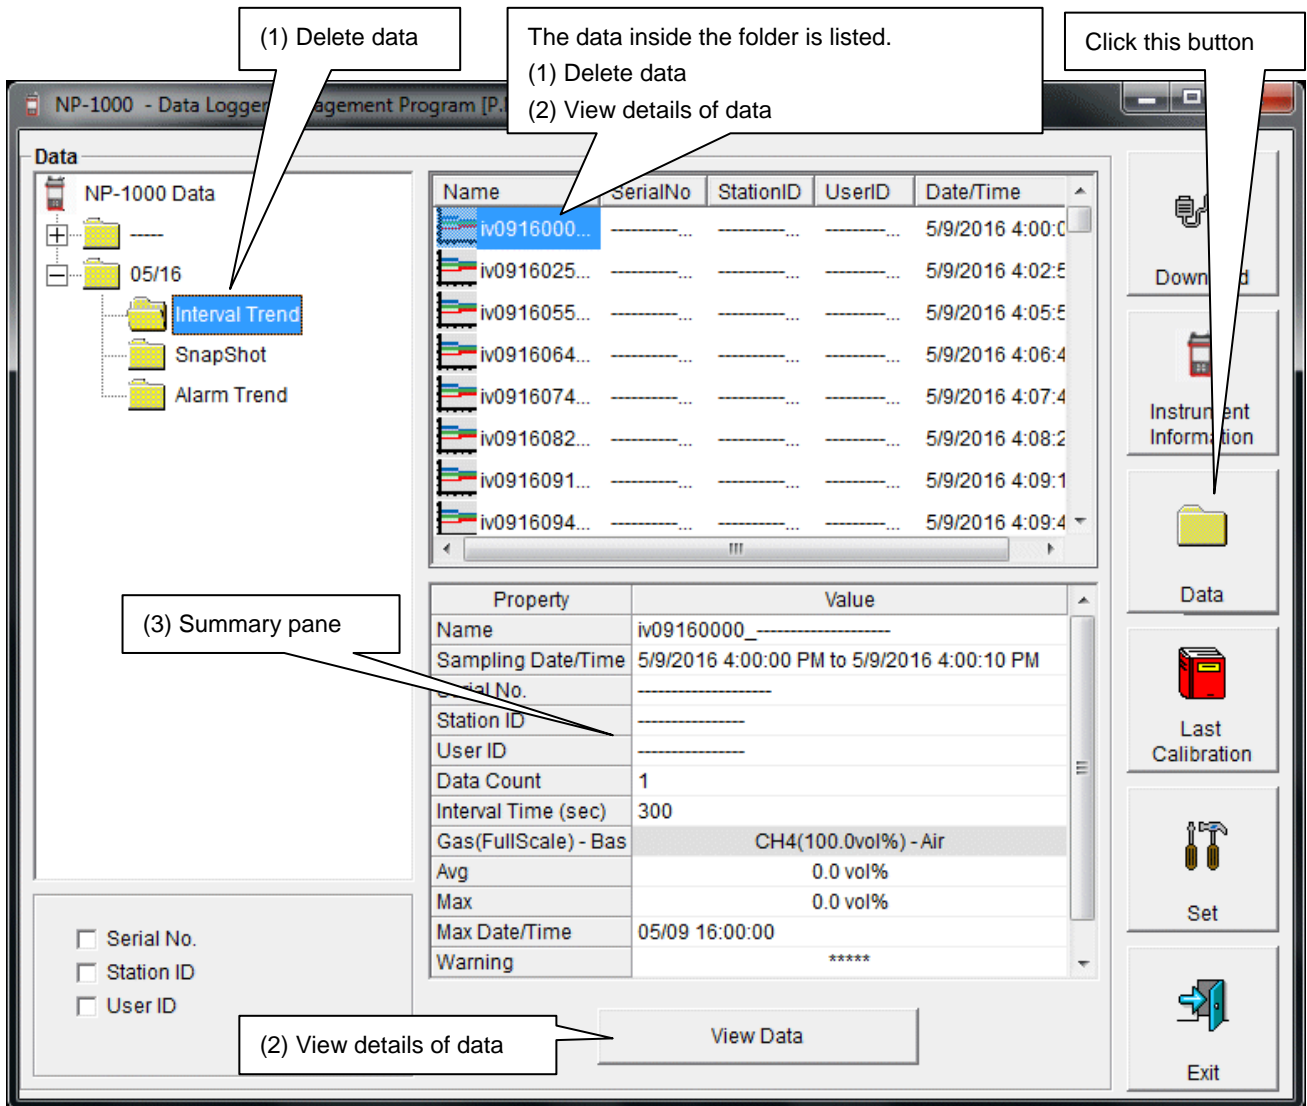 (1) Delete data
The data inside the folder is listed.
(1) Delete data
(2) View details of data
Click this button
NP-1000 - Data Logger agement Program [P.
Data
NP-1000 Data
-----
05/16
Interval Trend
SnapShot
Alarm Trend
Name SerialNo StationID UserID Date/Time
iv0916000... ----------... ----------... ---------... 5/9/2016 4:00:0
iv0916025... ----------... ----------... ---------... 5/9/2016 4:02:5
iv0916055... ----------... ----------... ---------... 5/9/2016 4:05:5
iv0916064... ----------... ----------... ---------... 5/9/2016 4:06:4
iv0916074... ----------... ----------... ---------... 5/9/2016 4:07:4
iv0916082... ----------... ----------... ---------... 5/9/2016 4:08:2
iv0916091... ----------... ----------... ---------... 5/9/2016 4:09:1
iv0916094... ----------... ----------... ---------... 5/9/2016 4:09:4
(3) Summary pane
Property Value
Name iv09160000_--------------------
Sampling Date/Time 5/9/2016 4:00:00 PM to 5/9/2016 4:00:10 PM
Serial No. --------------------
Station ID ----------------
User ID ----------------
Data Count 1
Interval Time (sec) 300
Gas(FullScale) - Bas CH4(100.0vol%) - Air
Avg 0.0 vol%
Max 0.0 vol%
Max Date/Time 05/09 16:00:00
Warning *****
Serial No.
Station ID
User ID
(2) View details of data
View Data
Download
Instrument
Information
Data
Last
Calibration
Set
Exit